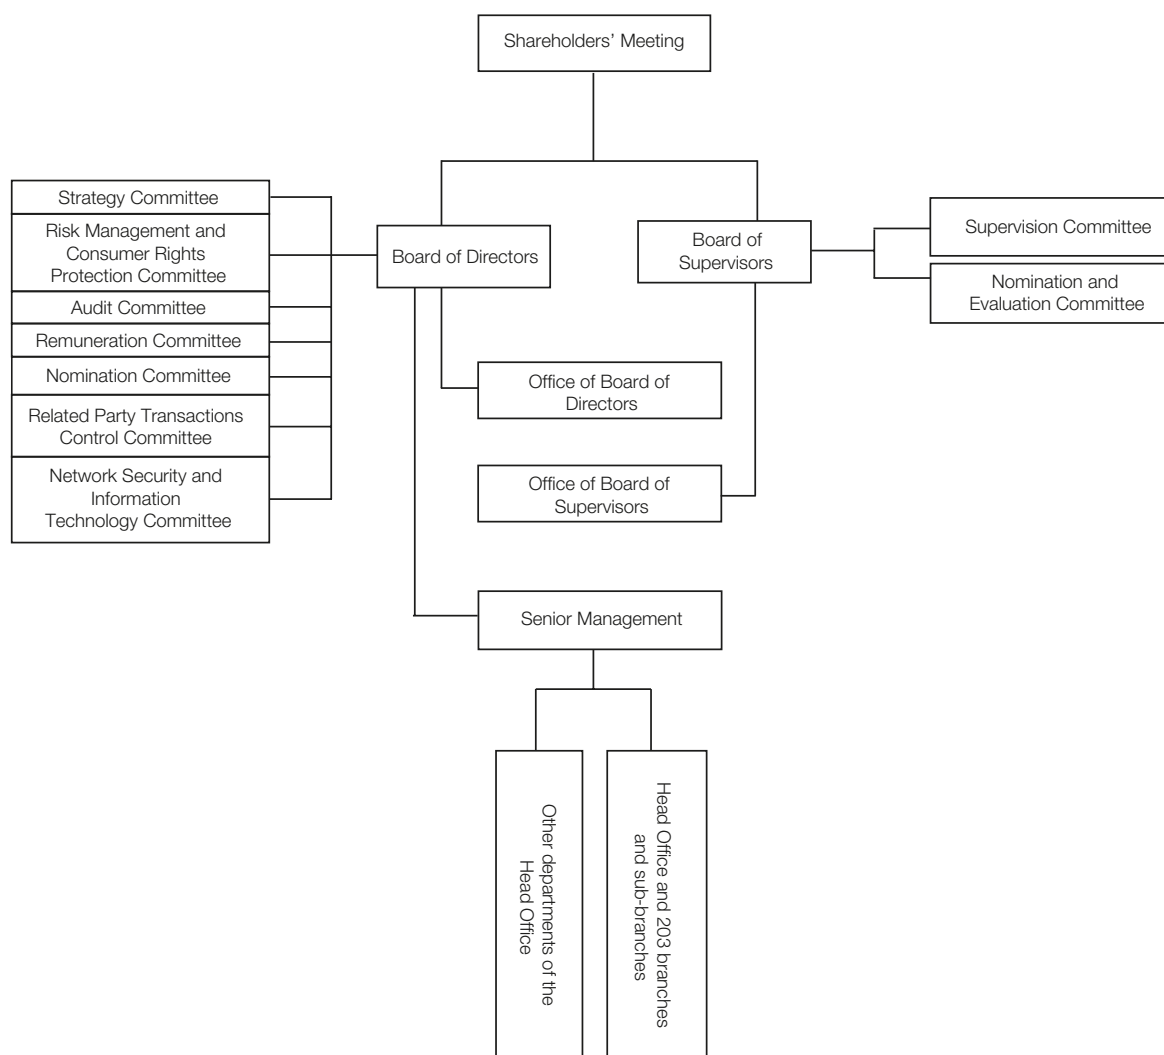 Shareholders’ Meeting
Strategy Committee
Risk Management and
Consumer Rights
Protection Committee
Audit Committee
Remuneration Committee
Nomination Committee
Related Party Transactions
Control Committee
Network Security and
Information
Technology Committee
Board of Directors
Board of
Supervisors
Supervision Committee
Nomination and
Evaluation Committee
Office of Board of
Directors
Office of Board of
Supervisors
Senior Management
Other departments of the
Head Office
Head Office and 203 branches
and sub-branches